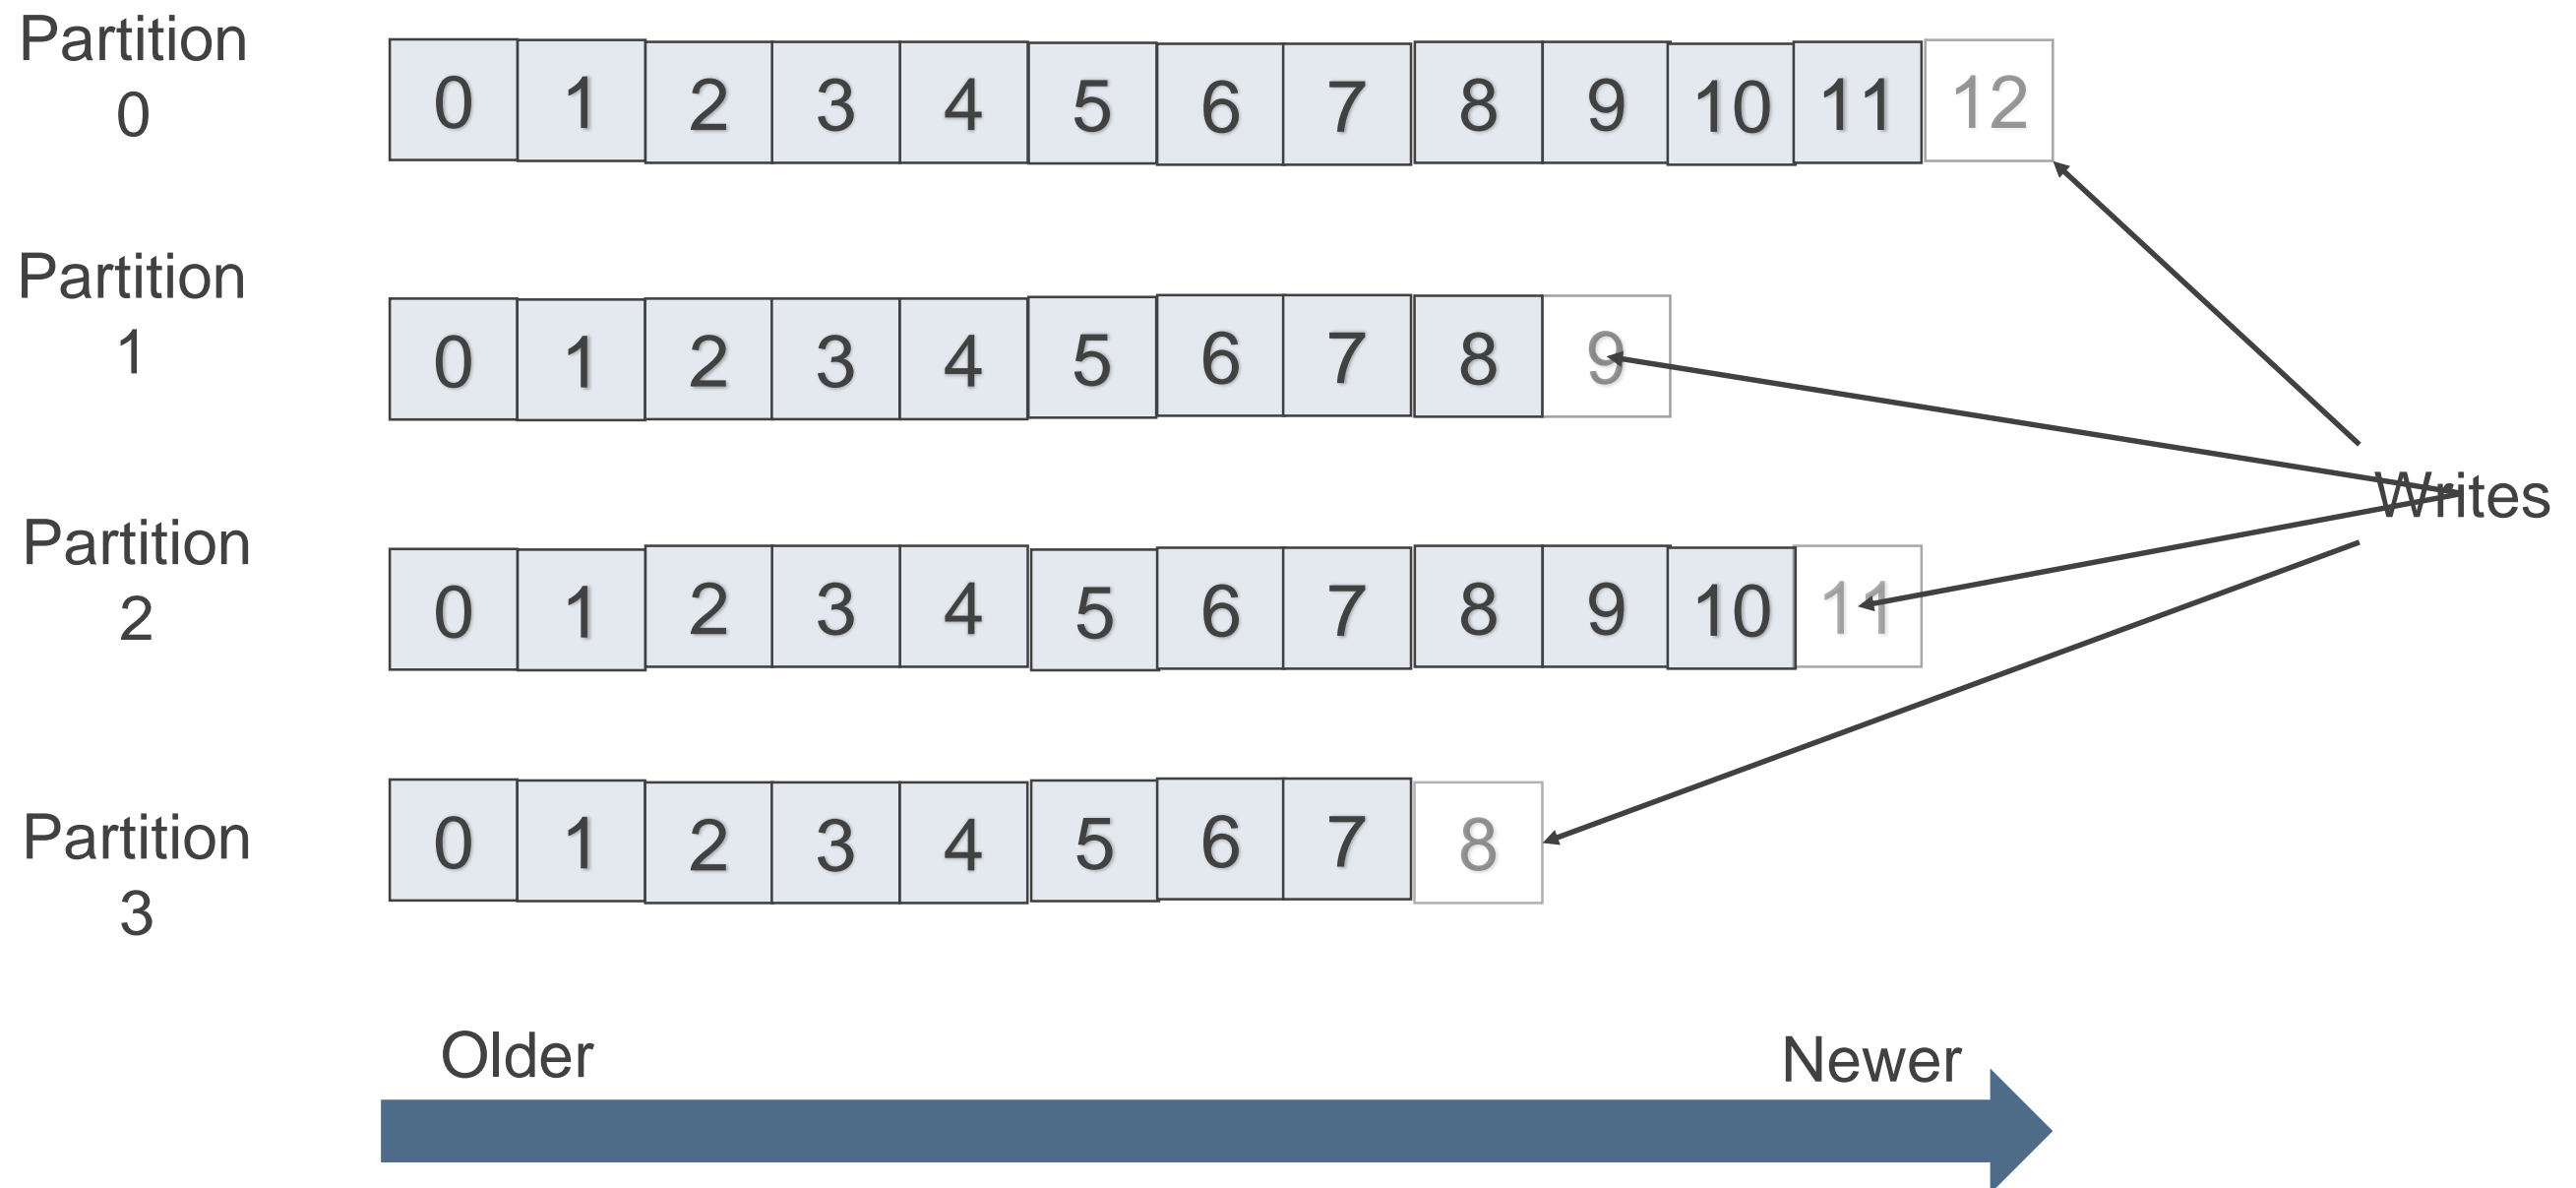 Partition
0
0 1 2 3 4 5 6 7 8 9 10 11 12
Partition
1
0 1 2 3 4 5 6 7 8 9
Writes
Partition
2
0 1 2 3 4 5 6 7 8 9 10 11
Partition
3
0 1 2 3 4 5 6 7 8
Older
Newer